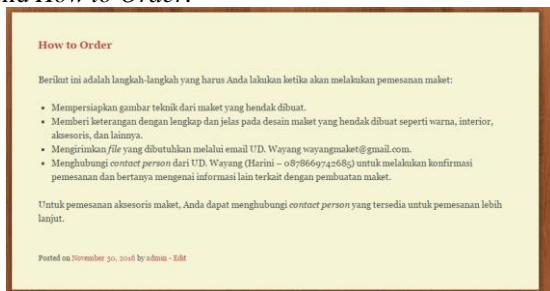 How to Order.
How to Order
Berikut ini adalah langkah-langkah yang harus Anda lakukan ketika akan melakukan pemesanan maket:
• Mempersiapkan gambar teknik dari maket yang hendak dibuat.
• Memberi keterangan dengan lengkap dan jelas pada desain maket yang hendak dibuat seperti warna, interior,
aksesoris, dan lainnya.
• Mengirimkan file yang dibutuhkan melalui email UD. Wayang wayangmaket@gmail.com.
• Menghubungi contact person dari UD. Wayang (Harini – 087866974​2685) untuk melakukan konfirmasi
pemesanan dan bertanya mengenai informasi lain terkait dengan pembuatan maket.
Untuk pemesanan aksesoris maket, Anda dapat menghubungi contact person yang tersedia untuk pemesanan lebih
lanjut.
Posted on November 30, 2016 by admin - Edit